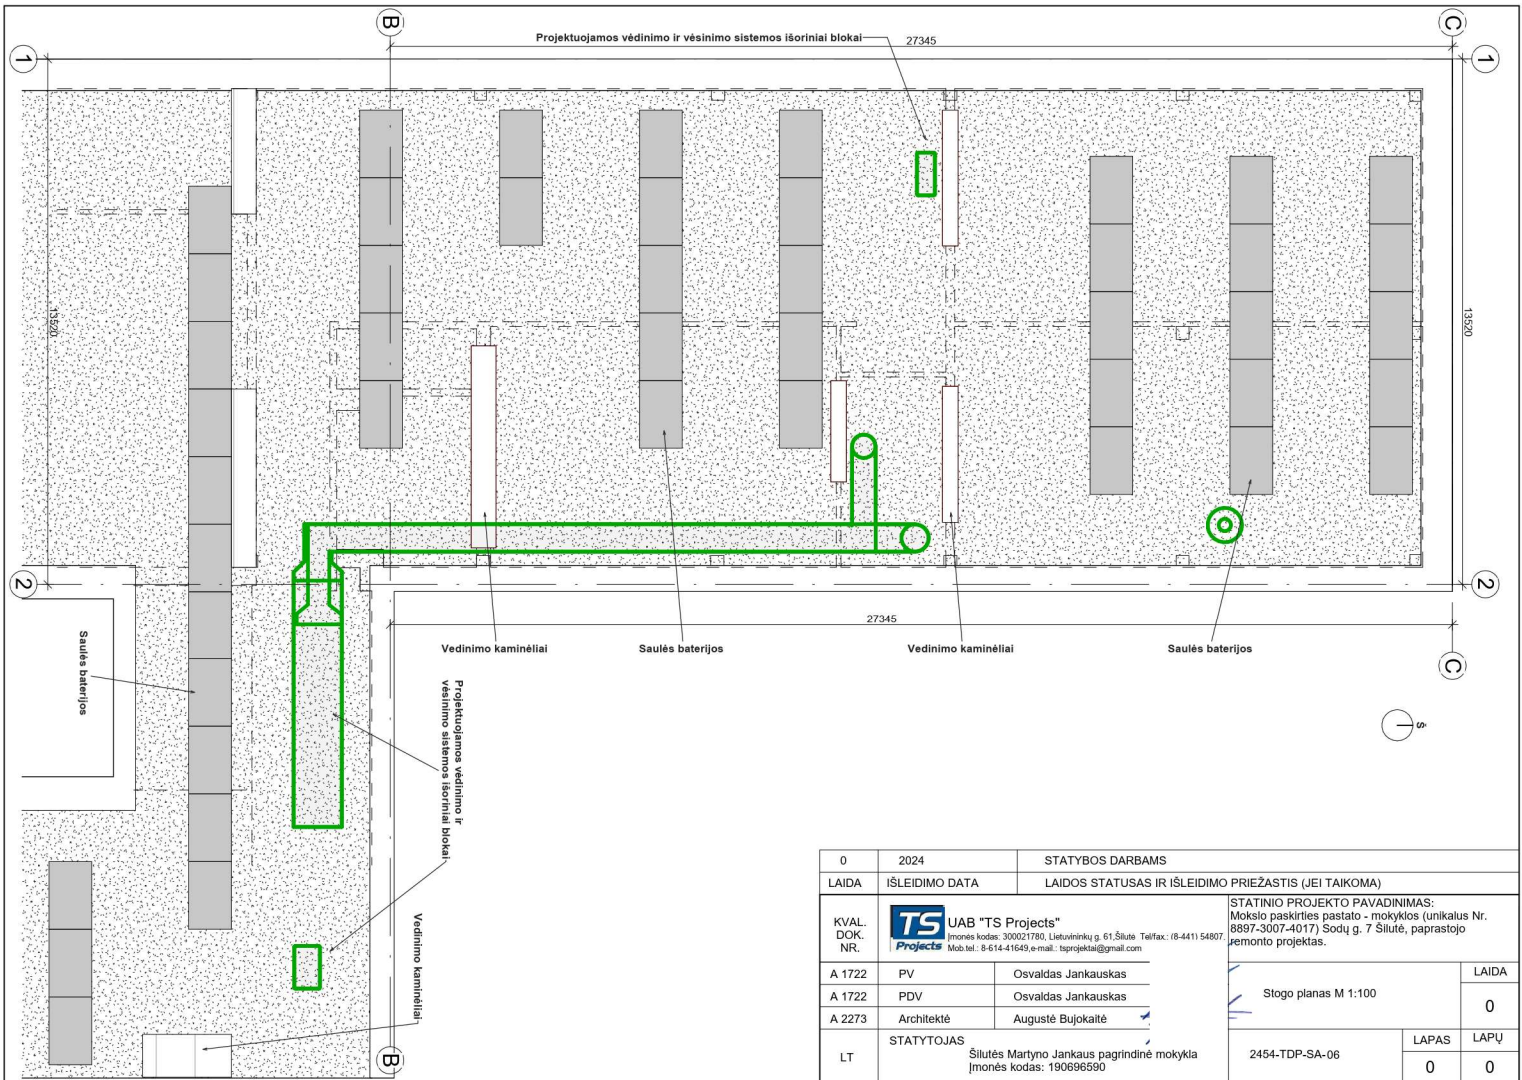 B
C
1
1
Projektuojamos vėdinimo ir vėsinimo sistemos išoriniai blokai
27345
13520
13520
2
2
27345
Vedinimo kaminėliai
Saulės baterijos
Vedinimo kaminėliai
Saulės baterijos
C
Saulės baterijos
Projektuojamos vėdinimo ir
vėsinimo sistemos išoriniai blokai
Š
Vedinimo kaminėliai
B
0 2024 STATYBOS DARBAMS
LAIDA IŠLEIDIMO DATA LAIDOS STATUSAS IR IŠLEIDIMO PRIEŽASTIS (JEI TAIKOMA)
KVAL.
DOK.
NR.
TS
Projects
UAB "TS Projects"
Įmonės kodas: 300021780, Lietuvininkų g. 61,Šilutė Tel/fax.: (8-441) 54807.
Mob.tel.: 8-614-41649,e-mail.: tsprojektai@gmail.com
STATINIO PROJEKTO PAVADINIMAS:
Mokslo paskirties pastato - mokyklos (unikalus Nr.
8897-3007-4017) Sodų g. 7 Šilutė, paprastojo
remonto projektas.
A 1722 PV Osvaldas Jankauskas
A 1722 PDV Osvaldas Jankauskas
A 2273 Architektė Augustė Bujokaitė
Stogo planas M 1:100
LAIDA
0
LT
STATYTOJAS
Šilutės Martyno Jankaus pagrindinė mokykla
Įmonės kodas: 190696590
2454-TDP-SA-06
LAPAS LAPŲ
0 0